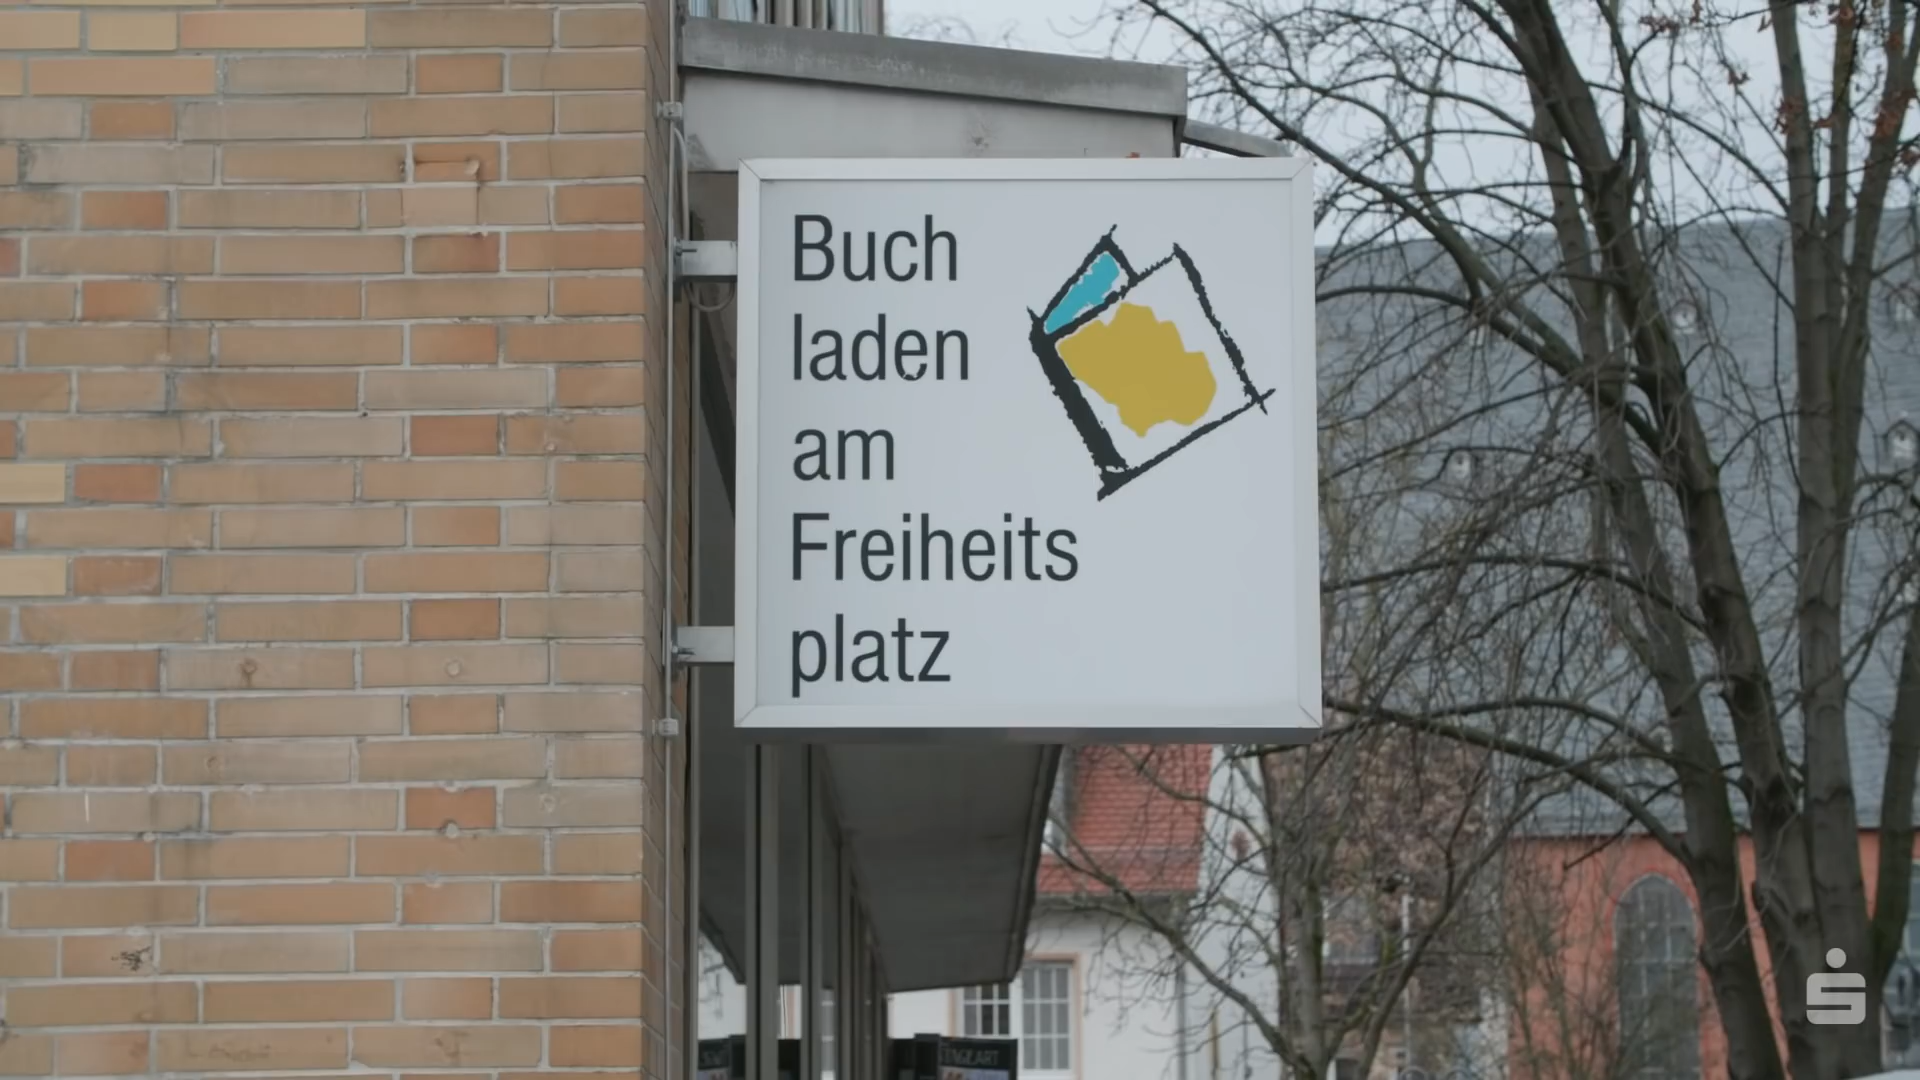 Buch
laden
am
Freiheits
platz